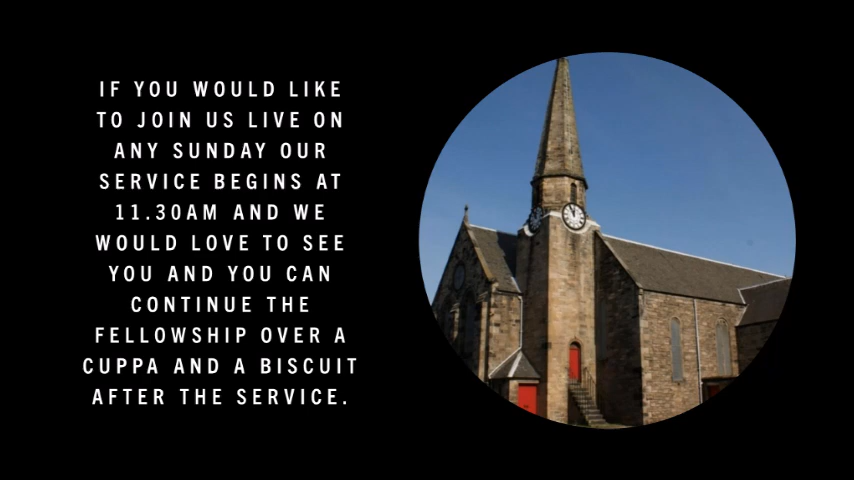 IF YOU WOULD LIKE
TO JOIN US LIVE ON
ANY SUNDAY OUR
SERVICE BEGINS AT
11.30AM AND WE
WOULD LOVE TO SEE
YOU AND YOU CAN
CONTINUE THE
FELLOWSHIP OVER A
CUPPA AND A BISCUIT
AFTER THE SERVICE.